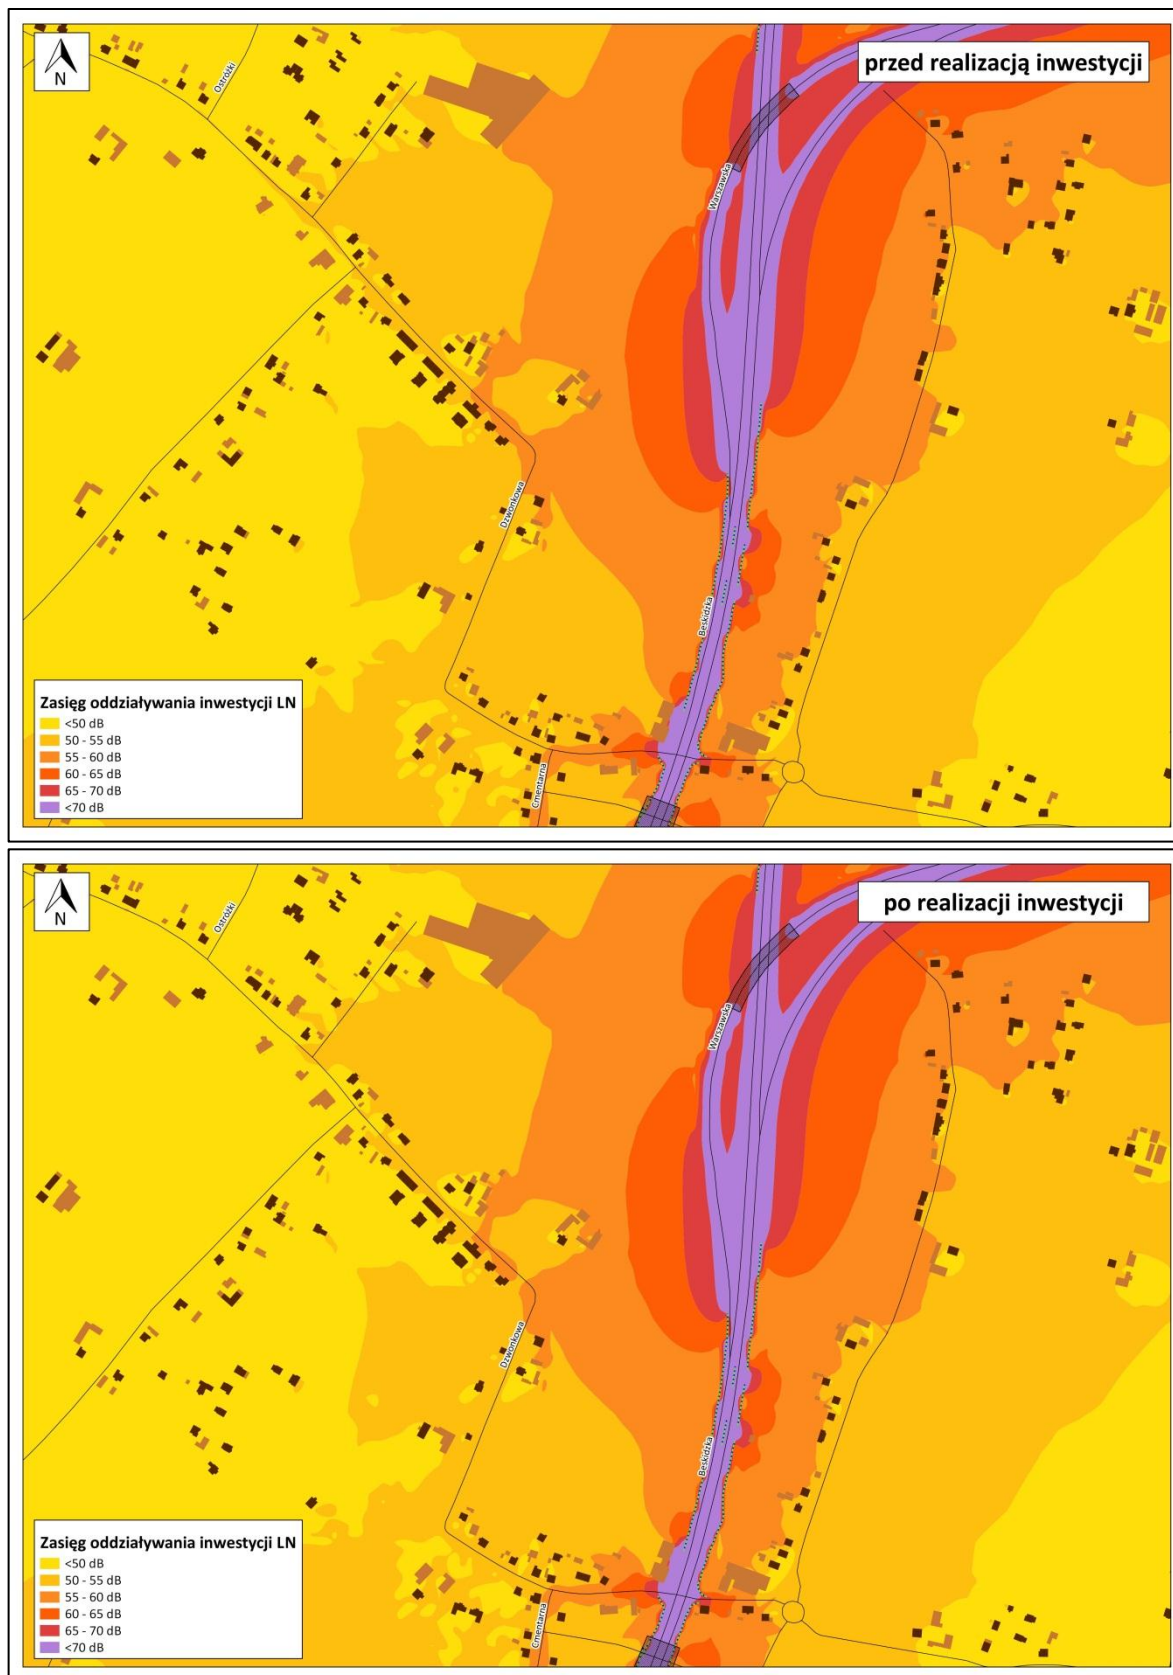 przed realizacją inwestycji
N
Ostróżki
Warszawska
Dzwonkowa
Beskidzka
Cmentarna
Zasięg oddziaływania inwestycji LN
<50 dB
50 - 55 dB
55 - 60 dB
60 - 65 dB
65 - 70 dB
<70 dB
po realizacji inwestycji
N
Ostróżki
Warszawska
Dzwonkowa
Beskidzka
Cmentarna
Zasięg oddziaływania inwestycji LN
<50 dB
50 - 55 dB
55 - 60 dB
60 - 65 dB
65 - 70 dB
<70 dB